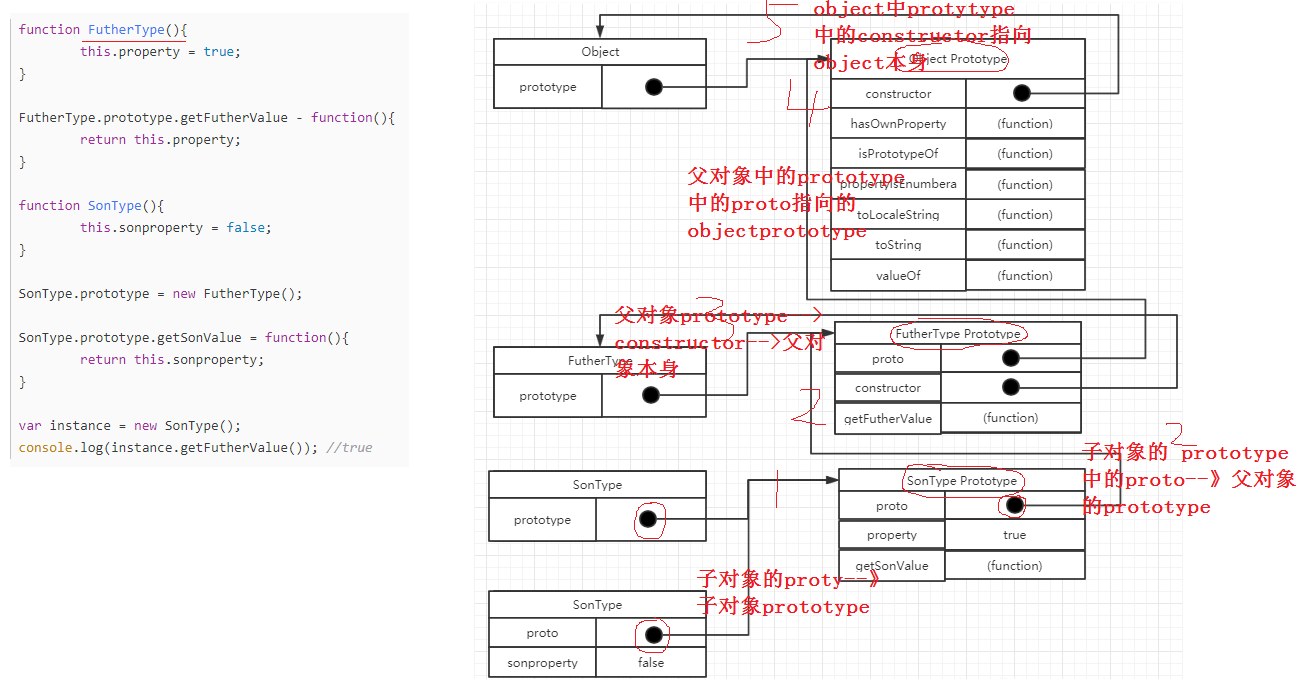 function FutherType(){
this.property = true;
}
FutherType.prototype.getFutherValue - function(){
return this.property;
}
function SonType(){
this.sonproperty = false;
}
SonType.prototype = new FutherType();
SonType.prototype.getSonValue = function(){
return this.sonproperty;
}
var instance = new SonType();
console.log(instance.getFutherValue()); //true
5
object中protytype
中的constructor指向
object本身
Object
prototype
Object Prototype
constructor
hasOwnProperty (function)
isPrototypeOf (function)
propertyIsEnumbera (function)
toLocaleString (function)
toString (function)
valueOf (function)
4
父对象中的prototype
中的proto指向的
objectprototype
3
父对象prototype-->
constructor-->父对
象本身
FutherType
prototype
FutherType Prototype
proto
constructor
getFutherValue (function)
2
2
子对象的 prototype
中的proto--》父对象
的prototype
SonType
prototype
1
SonType Prototype
proto
property true
getSonValue (function)
子对象的proty--》
子对象prototype
SonType
proto
sonproperty false